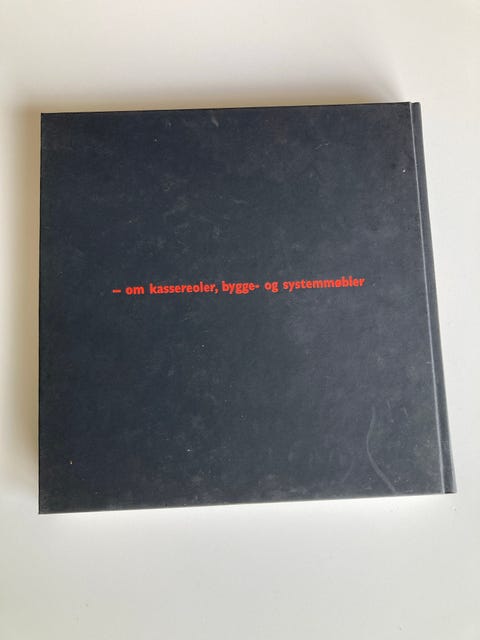 – om kassereoler, bygge- og systemmøbler